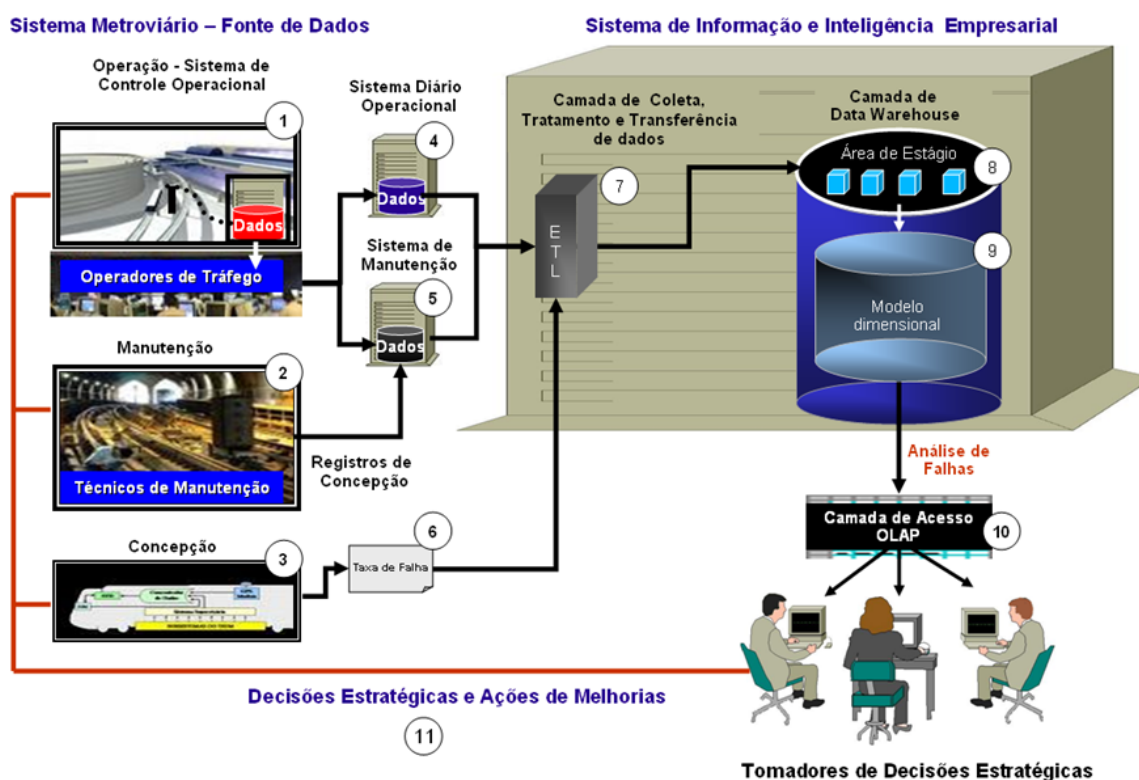 Sistema Metroviário – Fonte de Dados
Sistema de Informação e Inteligência Empresarial
Operação - Sistema de
Controle Operacional
1
Dados
Operadores de Tráfego
Sistema Diário
Operacional
4
Dados
Sistema de
Manutenção
5
Dados
Manutenção
2
Técnicos de Manutenção
Registros de
Concepção
Concepção
3
6
Taxa de Falha
Camada de Coleta,
Tratamento e Transferência
de dados
7
E
T
L
Camada de
Data Warehouse
Área de Estágio
8
9
Modelo
dimensional
Análise de
Falhas
Camada de Acesso
OLAP
10
Decisões Estratégicas e Ações de Melhorias
11
Tomadores de Decisões Estratégicas